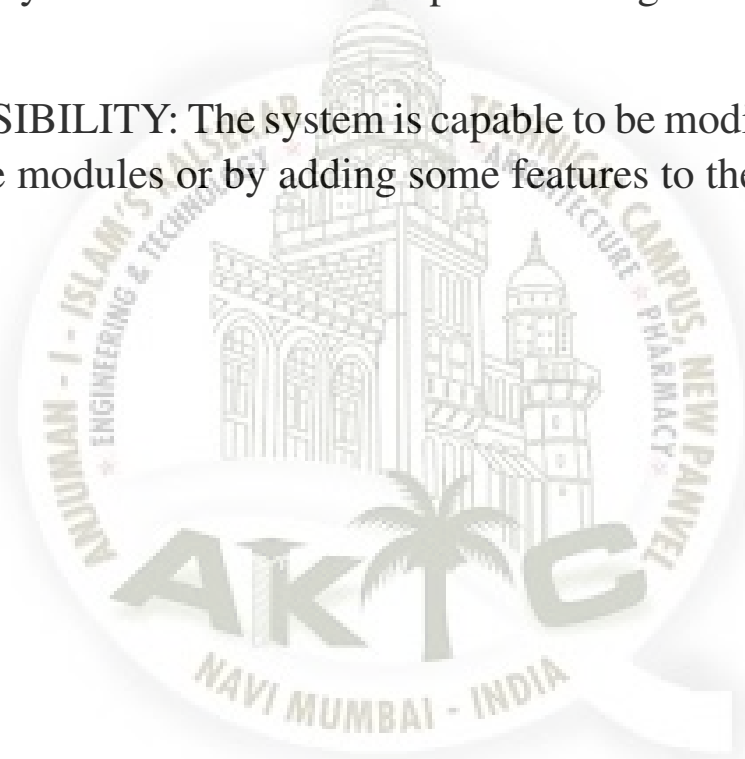 SIBILITY: The system is capable to be modi
modules or by adding some features to the
ANJUMAN - I - ISLAM'S KALSEKAR TECHNICAL CAMPUS, NEW PANVEL
ENGINEERING & TECHNOLOGY * ARCHITECTURE * PHARMACY
AKTC
NAVI MUMBAI - INDIA